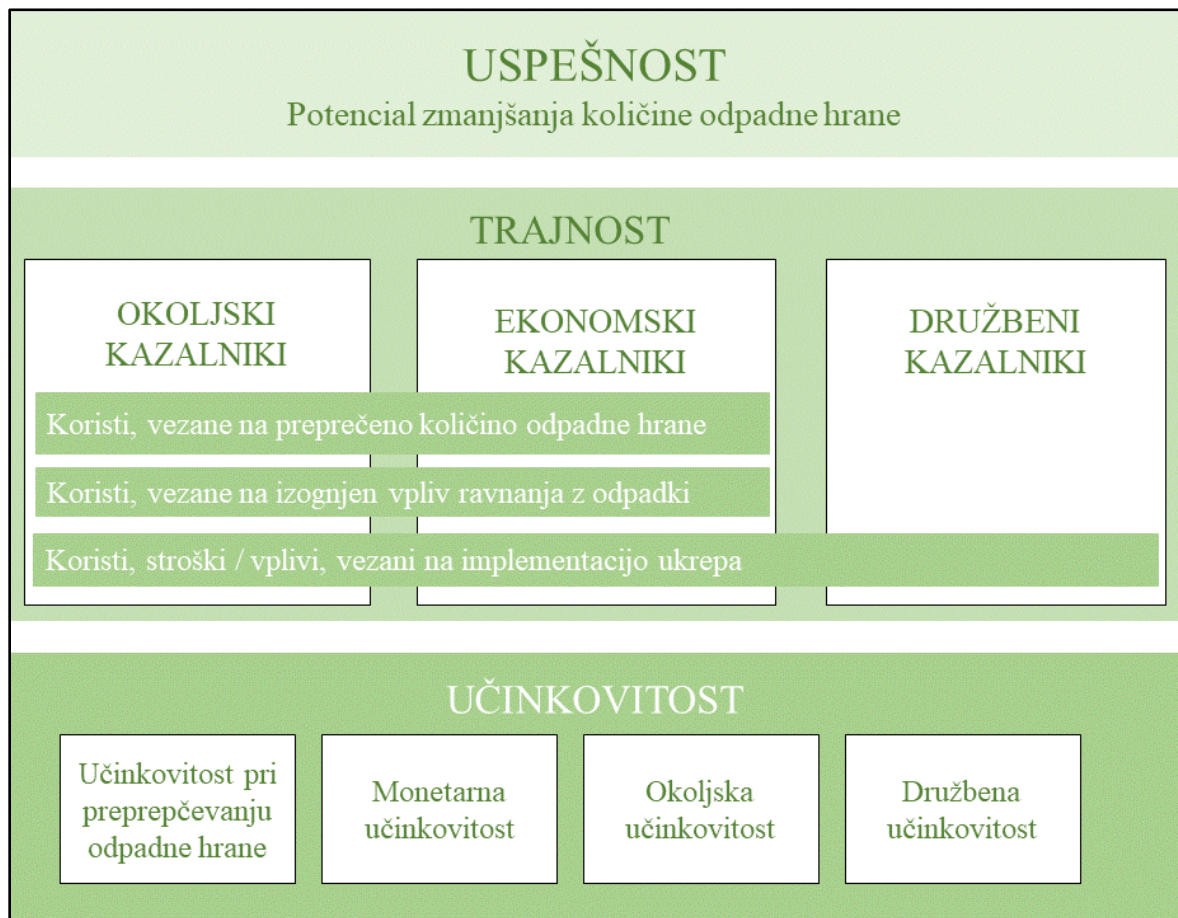 USPEŠNOST
Potencial zmanjšanja količine odpadne hrane
TRAJNOST
OKOLJSKI
KAZALNIKI
EKONOMSKI
KAZALNIKI
DRUŽBENI
KAZALNIKI
Koristi, vezane na preprečeno količino odpadne hrane
Koristi, vezane na izognjen vpliv ravnanja z odpadki
Koristi, stroški / vplivi, vezani na implementacijo ukrepa
UČINKOVITOST
Učinkovitost pri
preprepčevanju
odpadne hrane
Monetarna
učinkovitost
Okoljska
učinkovitost
Družbena
učinkovitost